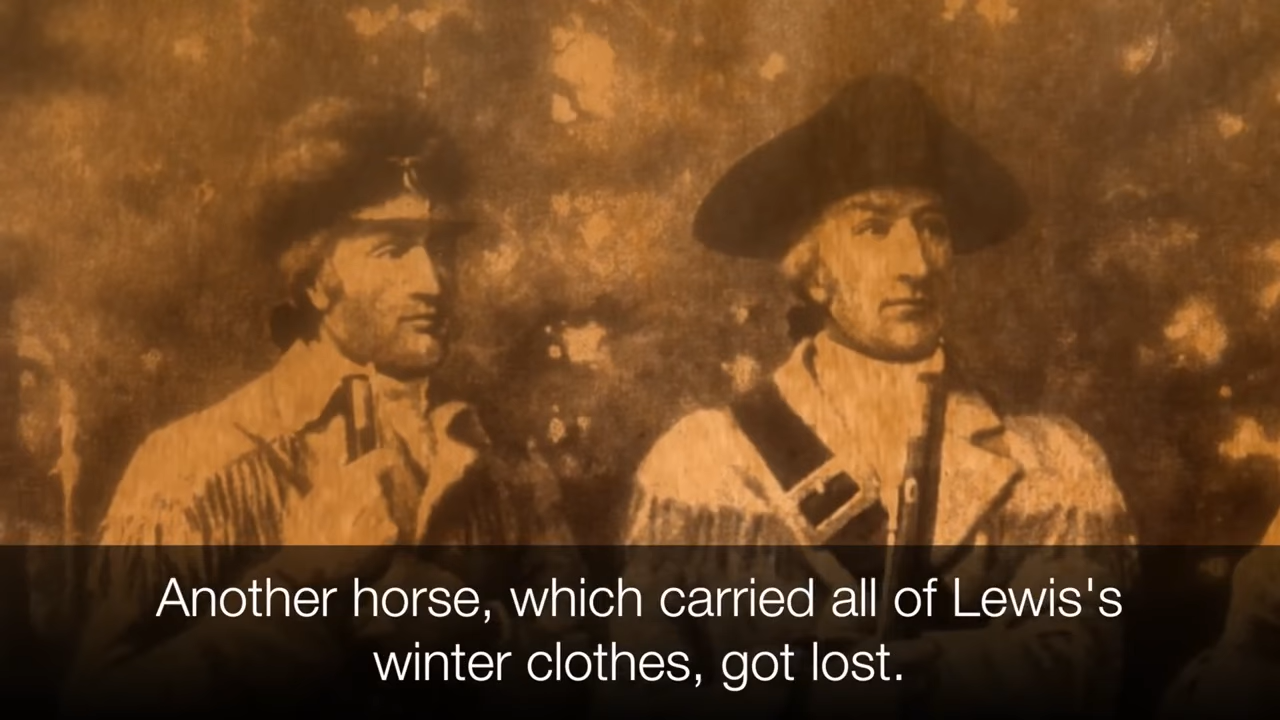 Another horse, which carried all of Lewis's
winter clothes, got lost.